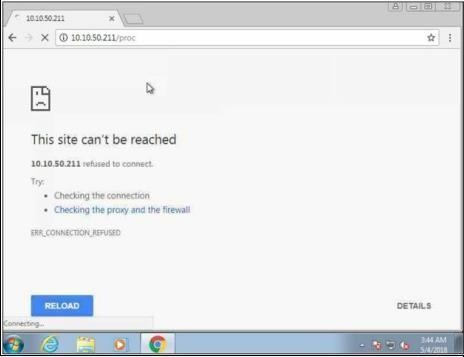 10.10.50.211
10.10.50.211/proc
This site can't be reached
10.10.50.211 refused to connect.
Try:
Checking the connection
Checking the proxy and the firewall
ERR_CONNECTION_REFUSED
RELOAD
DETAILS
Connecting...
3:44 AM
5/4/2018